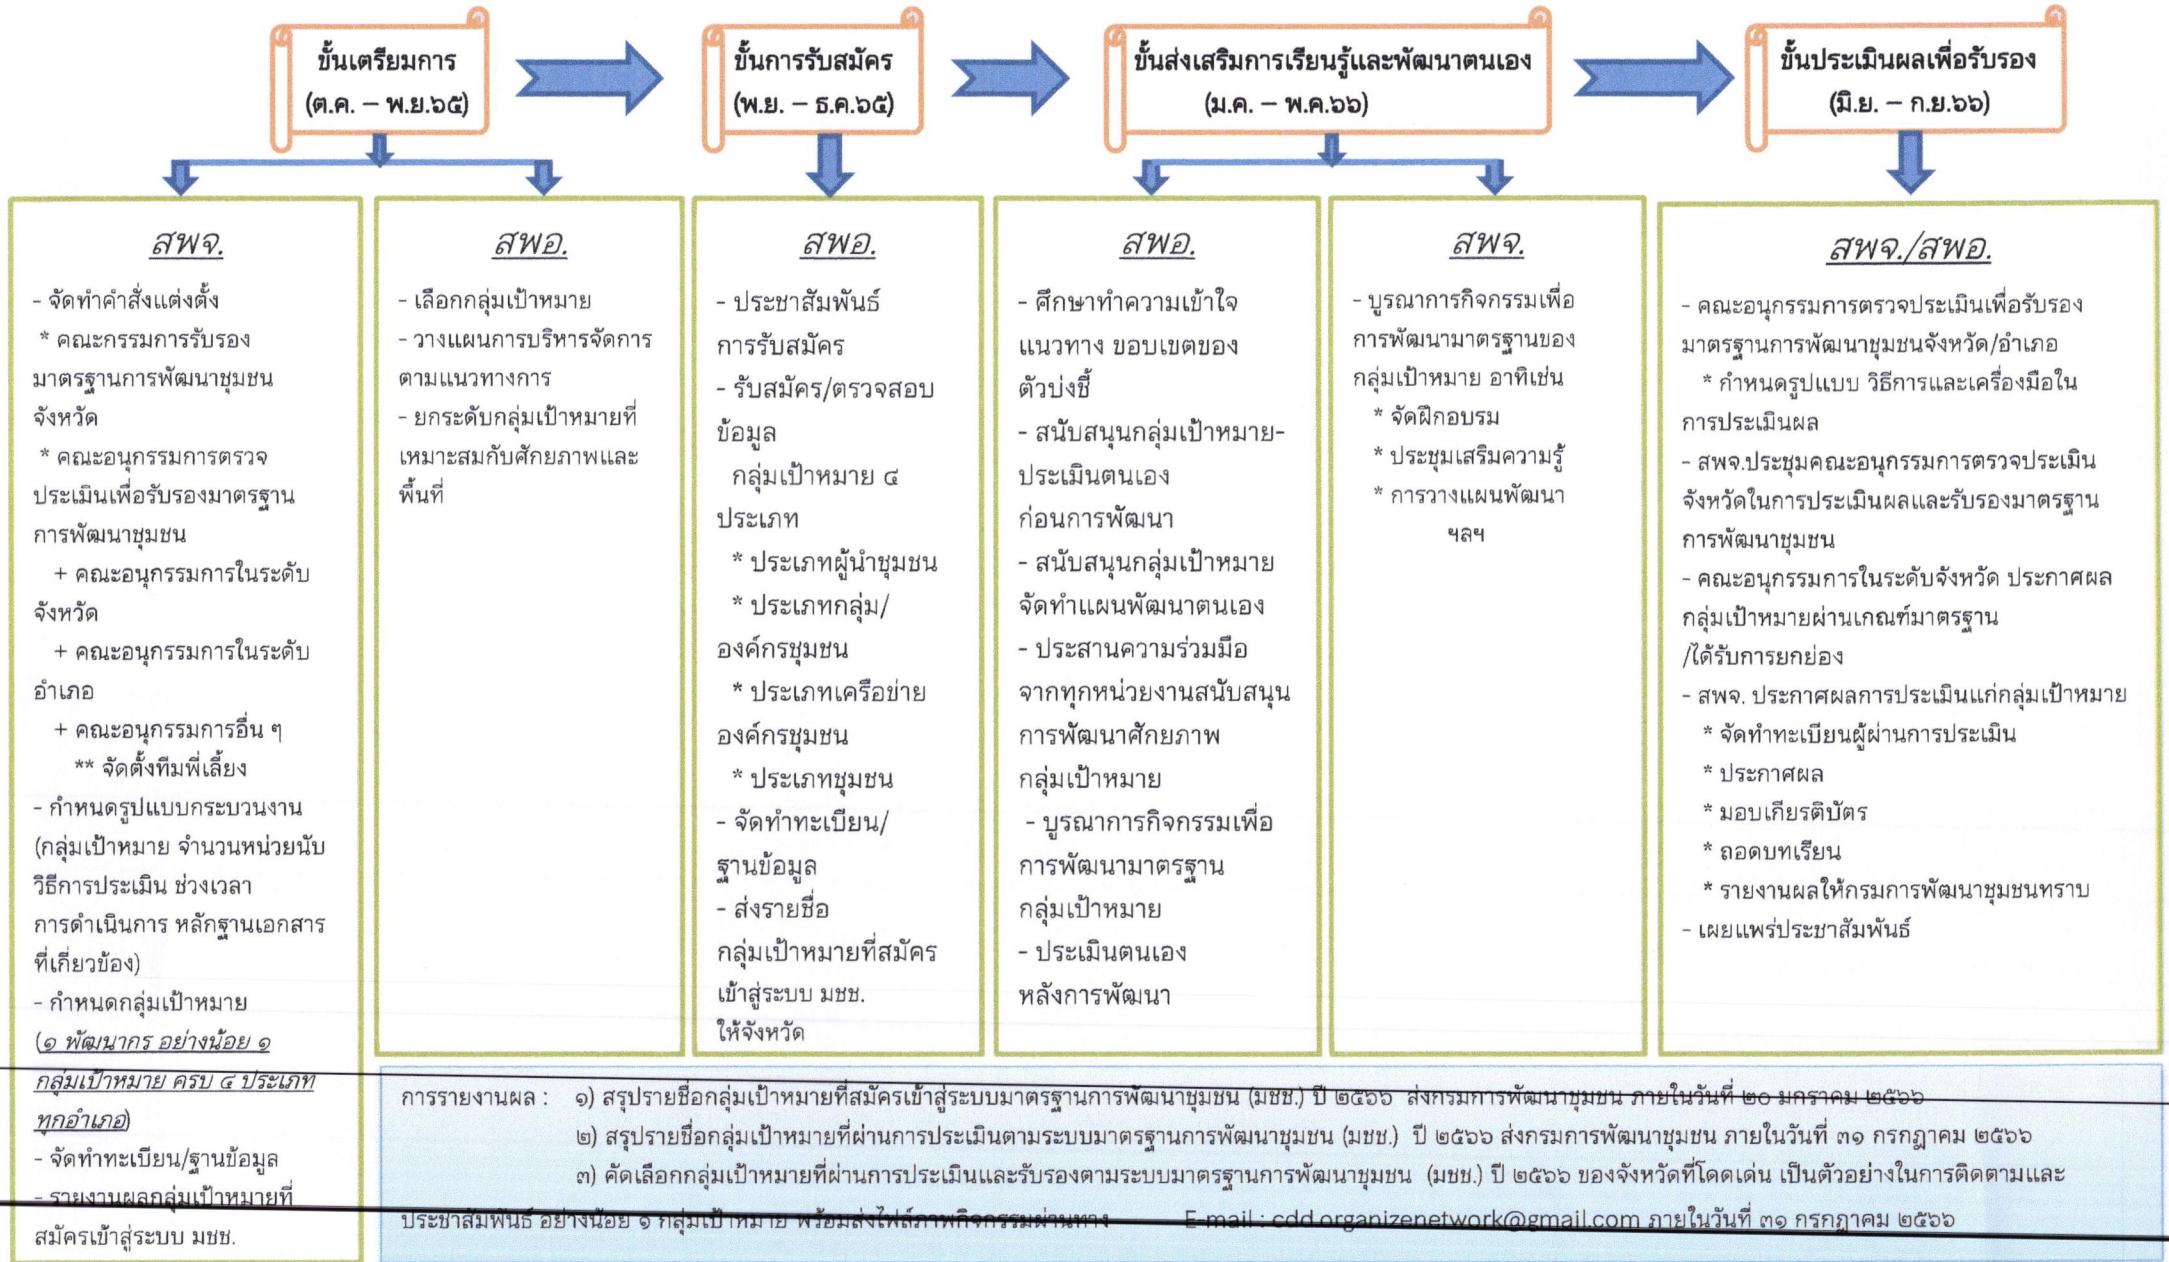 ขั้นเตรียมการ
(ต.ค. – พ.ย.๖๕)
ขั้นการรับสมัคร
(พ.ย. – ธ.ค.๖๕)
ขั้นส่งเสริมการเรียนรู้และพัฒนาตนเอง
(ม.ค. – พ.ค.๖๖)
ขั้นประเมินผลเพื่อรับรอง
(มิ.ย. – ก.ย.๖๖)
สพจ.
- จัดทำคำสั่งแต่งตั้ง
* คณะกรรมการรับรอง
มาตรฐานการพัฒนาชุมชน
จังหวัด
* คณะอนุกรรมการตรวจ
ประเมินเพื่อรับรองมาตรฐาน
การพัฒนาชุมชน
+ คณะอนุกรรมการในระดับ
จังหวัด
+ คณะอนุกรรมการในระดับ
อำเภอ
+ คณะอนุกรรมการอื่น ๆ
** จัดตั้งทีมพี่เลี้ยง
- กำหนดรูปแบบกระบวนงาน
(กลุ่มเป้าหมาย จำนวนหน่วยนับ
วิธีการประเมิน ช่วงเวลา
การดำเนินการ หลักฐานเอกสาร
ที่เกี่ยวข้อง)
- กำหนดกลุ่มเป้าหมาย
(๑ พัฒนากร อย่างน้อย ๑
กลุ่มเป้าหมาย ครบ ๔ ประเภท
ทุกอำเภอ)
- จัดทำทะเบียน/ฐานข้อมูล
- รายงานผลกลุ่มเป้าหมายที่
สมัครเข้าสู่ระบบ มชช.
สพอ.
- เลือกกลุ่มเป้าหมาย
- วางแผนการบริหารจัดการ
ตามแนวทางการ
- ยกระดับกลุ่มเป้าหมายที่
เหมาะสมกับศักยภาพและ
พื้นที่
สพอ.
- ประชาสัมพันธ์
การรับสมัคร
- รับสมัคร/ตรวจสอบ
ข้อมูล
กลุ่มเป้าหมาย ๔
ประเภท
* ประเภทผู้นำชุมชน
* ประเภทกลุ่ม/
องค์กรชุมชน
* ประเภทเครือข่าย
องค์กรชุมชน
* ประเภทชุมชน
- จัดทำทะเบียน/
ฐานข้อมูล
- ส่งรายชื่อ
กลุ่มเป้าหมายที่สมัคร
เข้าสู่ระบบ มชช.
ให้จังหวัด
สพอ.
- ศึกษาทำความเข้าใจ
แนวทาง ขอบเขตของ
ตัวบ่งชี้
- สนับสนุนกลุ่มเป้าหมาย-
ประเมินตนเอง
ก่อนการพัฒนา
- สนับสนุนกลุ่มเป้าหมาย
จัดทำแผนพัฒนาตนเอง
- ประสานความร่วมมือ
จากทุกหน่วยงานสนับสนุน
การพัฒนาศักยภาพ
กลุ่มเป้าหมาย
- บูรณาการกิจกรรมเพื่อ
การพัฒนามาตรฐาน
กลุ่มเป้าหมาย
- ประเมินตนเอง
หลังการพัฒนา
สพจ.
- บูรณาการกิจกรรมเพื่อ
การพัฒนามาตรฐานของ
กลุ่มเป้าหมาย อาทิเช่น
* จัดฝึกอบรม
* ประชุมเสริมความรู้
* การวางแผนพัฒนา
ฯลฯ
สพจ./สพอ.
- คณะอนุกรรมการตรวจประเมินเพื่อรับรอง
มาตรฐานการพัฒนาชุมชนจังหวัด/อำเภอ
* กำหนดรูปแบบ วิธีการและเครื่องมือใน
การประเมินผล
- สพจ.ประชุมคณะอนุกรรมการตรวจประเมิน
จังหวัดในการประเมินผลและรับรองมาตรฐาน
การพัฒนาชุมชน
- คณะอนุกรรมการในระดับจังหวัด ประกาศผล
กลุ่มเป้าหมายผ่านเกณฑ์มาตรฐาน
/ได้รับการยกย่อง
- สพจ. ประกาศผลการประเมินแก่กลุ่มเป้าหมาย
* จัดทำทะเบียนผู้ผ่านการประเมิน
* ประกาศผล
* มอบเกียรติบัตร
* ถอดบทเรียน
* รายงานผลให้กรมการพัฒนาชุมชนทราบ
- เผยแพร่ประชาสัมพันธ์
การรายงานผล : ๑) สรุปรายชื่อกลุ่มเป้าหมายที่สมัครเข้าสู่ระบบมาตรฐานการพัฒนาชุมชน (มชช.) ปี ๒๕๖๖ ส่งกรมการพัฒนาชุมชน ภายในวันที่ ๒๐ มกราคม ๒๕๖๖
๒) สรุปรายชื่อกลุ่มเป้าหมายที่ผ่านการประเมินตามระบบมาตรฐานการพัฒนาชุมชน (มชช.) ปี ๒๕๖๖ ส่งกรมการพัฒนาชุมชน ภายในวันที่ ๓๑ กรกฎาคม ๒๕๖๖
๓) คัดเลือกกลุ่มเป้าหมายที่ผ่านการประเมินและรับรองตามระบบมาตรฐานการพัฒนาชุมชน (มชช.) ปี ๒๕๖๖ ของจังหวัดที่โดดเด่น เป็นตัวอย่างในการติดตามและ
ประชาสัมพันธ์ อย่างน้อย ๑ กลุ่มเป้าหมาย พร้อมส่งไฟล์ภาพกิจกรรมผ่านทาง E-mail : cdd.organizenetwork@gmail.com ภายในวันที่ ๓๑ กรกฎาคม ๒๕๖๖